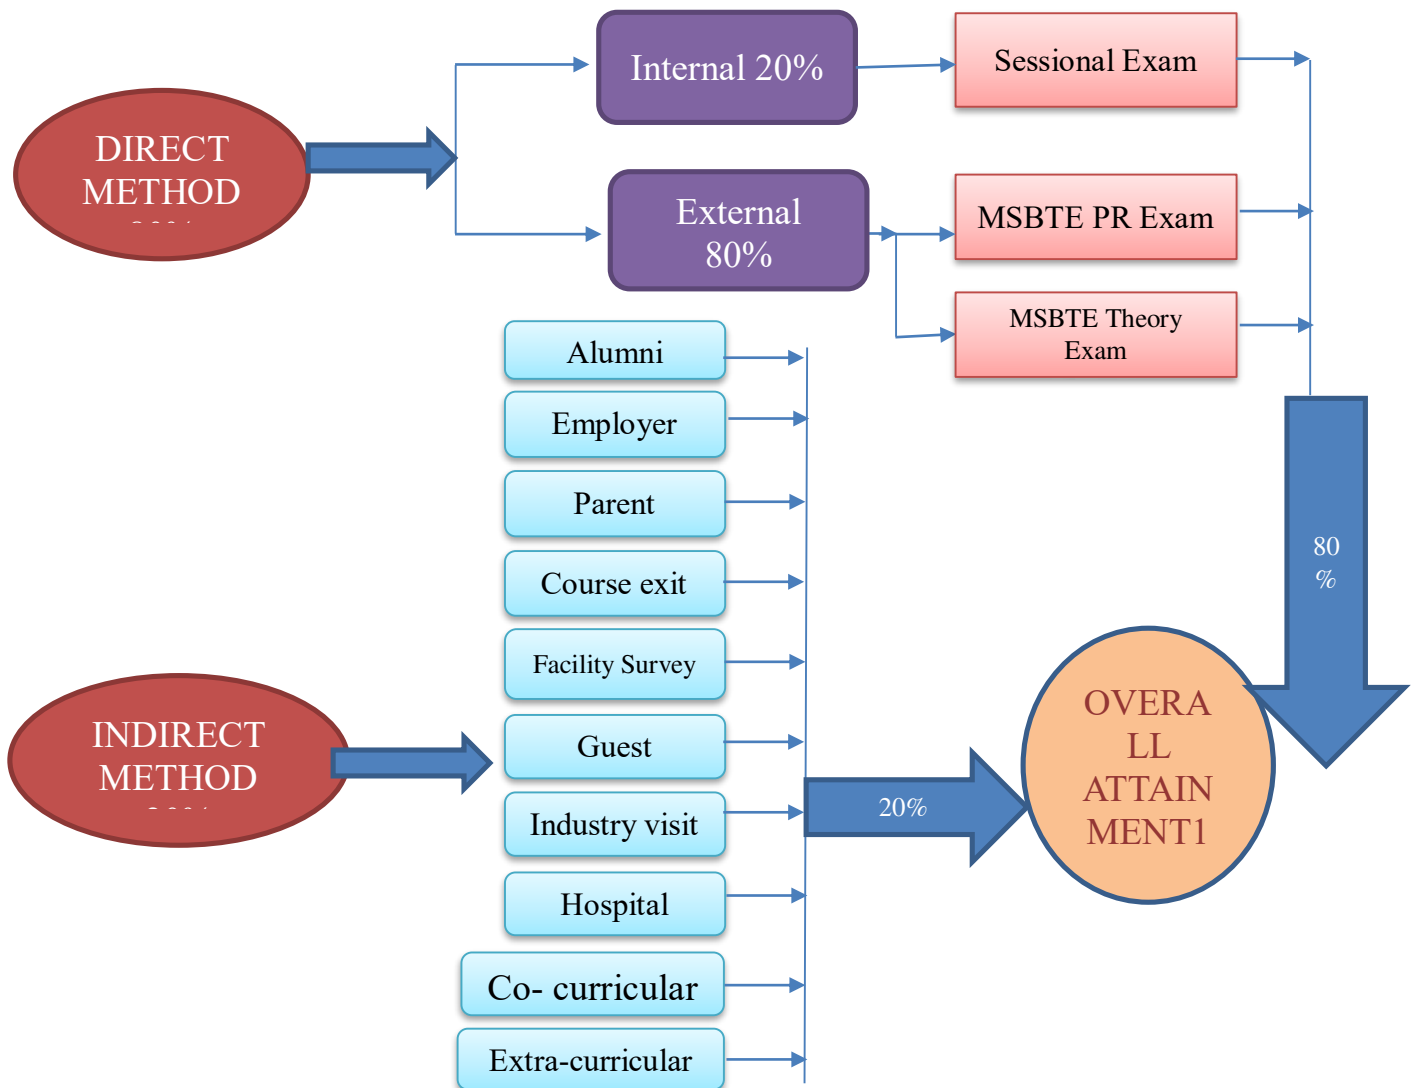 DIRECT
METHOD
Internal 20%
Sessional Exam
External
80%
MSBTE PR Exam
MSBTE Theory
Exam
Alumni
Employer
Parent
Course exit
Facility Survey
Guest
Industry visit
Hospital
Co- curricular
Extra-curricular
INDIRECT
METHOD
20%
80
%
OVERA
LL
ATTAIN
MENT1